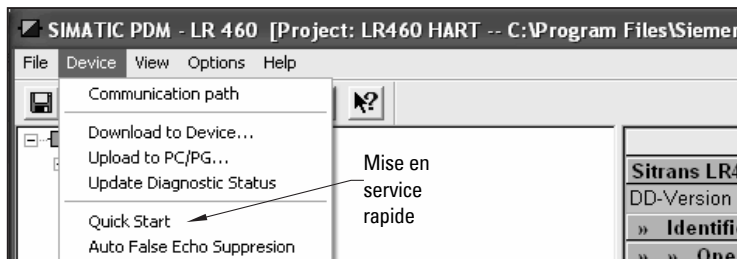 SIMATIC PDM - LR 460 [Project: LR460 HART -- C:\Program Files\Siemen
File Device View Options Help
Communication path
Download to Device...
Upload to PC/PG...
Update Diagnostic Status
Quick Start
Auto False Echo Suppresion
Mise en
service
rapide
Sitrans LR4
DD-Version
» Identifi
» » Ope